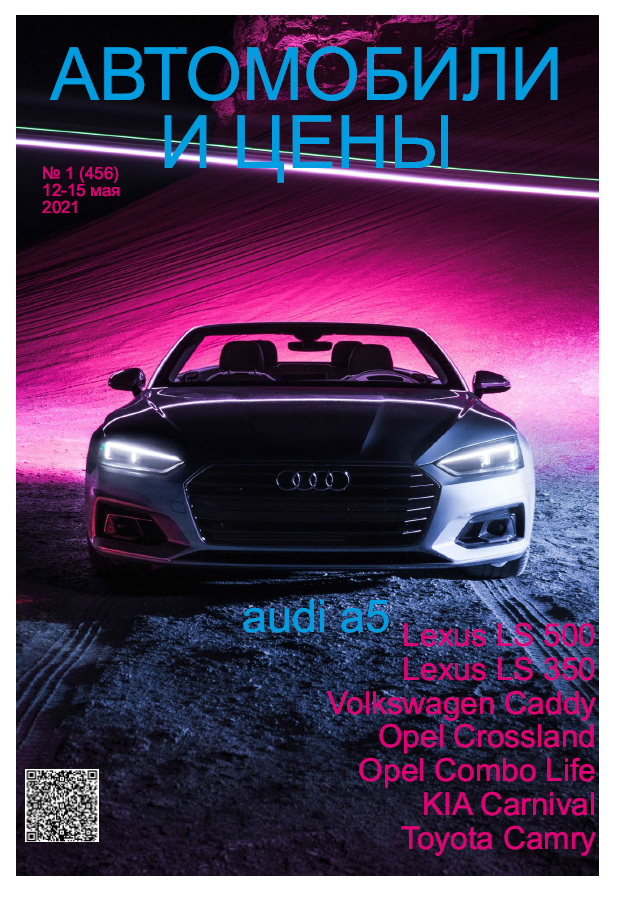 АВТОМОБИЛИ
И ЦЕНЫ
№ 1 (456)
12-15 мая
2021
audi a5
Lexus LS 500
Lexus LS 350
Volkswagen Caddy
Opel Crossland
Opel Combo Life
KIA Carnival
Toyota Camry